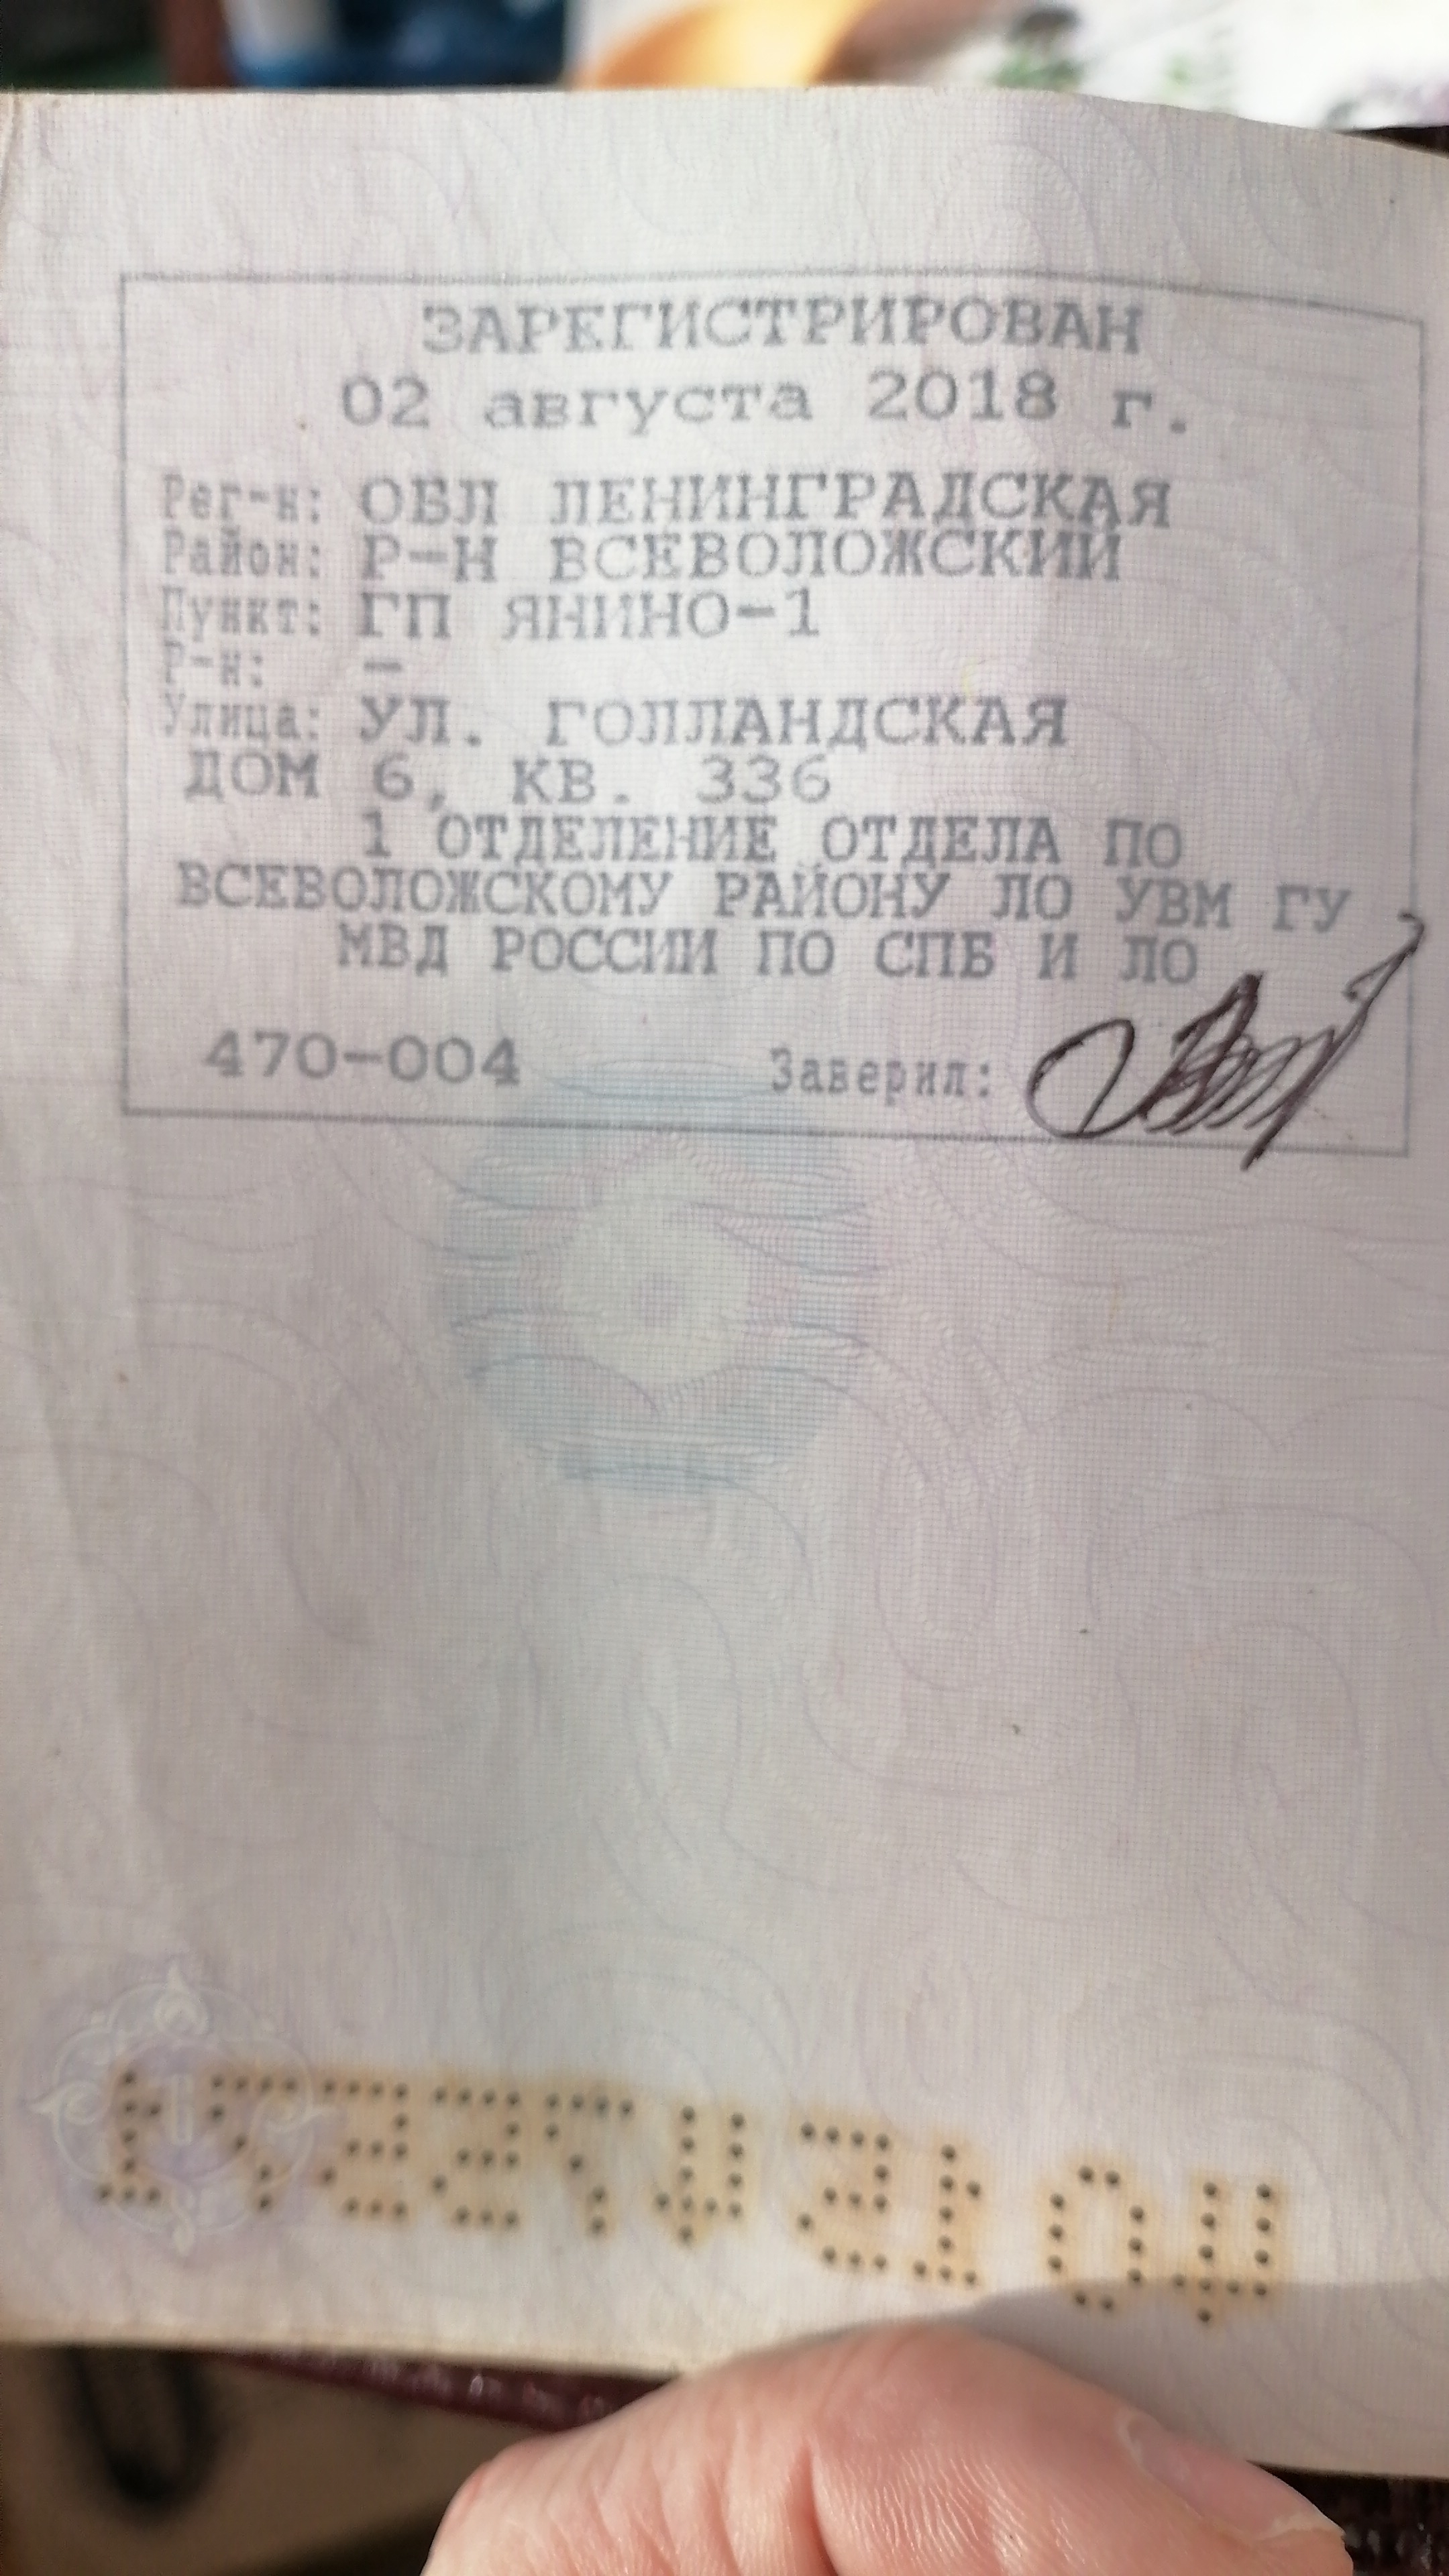 ЗАРЕГИСТРИРОВАН
02 августа 2018 г.
Рег-н: ОБЛ ЛЕНИНГРАДСКАЯ
Район: Р-Н ВСЕВОЛОЖСКИЙ
Пункт: ГП ЯНИНО-1
Р-н: -
Улица: УЛ. ГОЛЛАНДСКАЯ
ДОМ 6, КВ. 336
1 ОТДЕЛЕНИЕ ОТДЕЛА ПО
ВСЕВОЛОЖСКОМУ РАЙОНУ ЛО УВМ ГУ
МВД РОССИИ ПО СПБ И ЛО
470-004 Заверил: